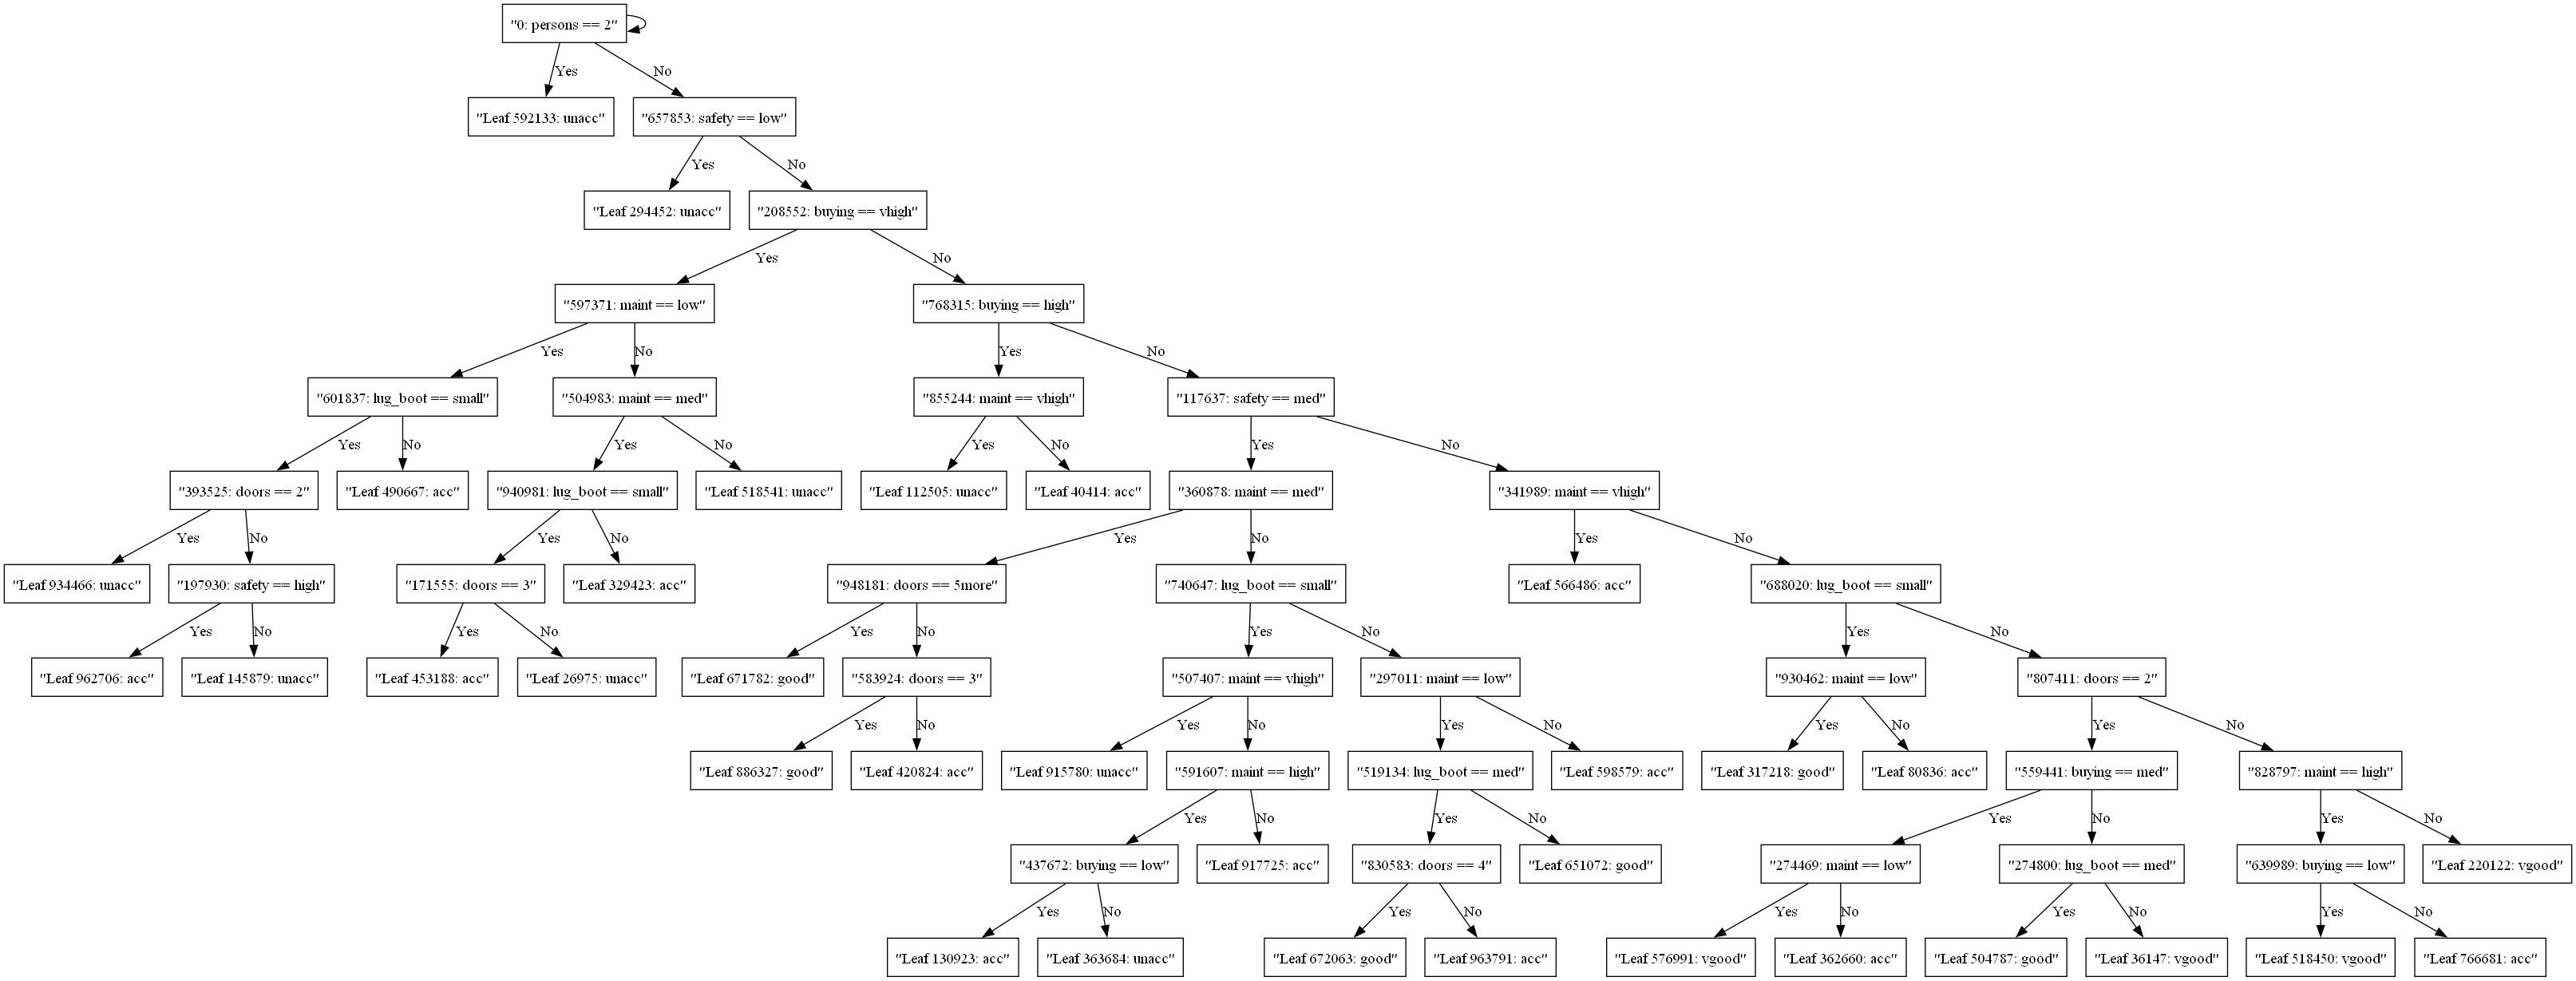 "0: persons == 2"
Yes
No
"Leaf 592133: unacc"
"657853: safety == low"
Yes
No
"Leaf 294452: unacc"
"208552: buying == vhigh"
Yes
No
"597371: maint == low"
"768315: buying == high"
Yes
No
Yes
No
"601837: lug_boot == small"
"504983: maint == med"
"855244: maint == vhigh"
"117637: safety == med"
Yes
No
Yes
No
Yes
No
Yes
No
"393525: doors == 2"
"Leaf 490667: acc"
"940981: lug_boot == small"
"Leaf 518541: unacc"
"Leaf 112505: unacc"
"Leaf 40414: acc"
"360878: maint == med"
"341989: maint == vhigh"
Yes
No
Yes
No
Yes
No
Yes
No
"Leaf 934466: unacc"
"197930: safety == high"
"171555: doors == 3"
"Leaf 329423: acc"
"948181: doors == 5more"
"740647: lug_boot == small"
"Leaf 566486: acc"
"688020: lug_boot == small"
Yes
No
Yes
No
Yes
No
Yes
No
Yes
No
"Leaf 962706: acc"
"Leaf 145879: unacc"
"Leaf 453188: acc"
"Leaf 26975: unacc"
"Leaf 671782: good"
"583924: doors == 3"
"507407: maint == vhigh"
"297011: maint == low"
"930462: maint == low"
"807411: doors == 2"
Yes
No
Yes
No
Yes
No
Yes
No
Yes
No
"Leaf 886327: good"
"Leaf 420824: acc"
"Leaf 915780: unacc"
"591607: maint == high"
"519134: lug_boot == med"
"Leaf 598579: acc"
"Leaf 317218: good"
"Leaf 80836: acc"
"559441: buying == med"
"828797: maint == high"
Yes
No
Yes
No
Yes
No
Yes
No
"437672: buying == low"
"Leaf 917725: acc"
"830583: doors == 4"
"Leaf 651072: good"
"274469: maint == low"
"274800: lug_boot == med"
"639989: buying == low"
"Leaf 220122: vgood"
Yes
No
Yes
No
Yes
No
Yes
No
Yes
No
"Leaf 130923: acc"
"Leaf 363684: unacc"
"Leaf 672063: good"
"Leaf 963791: acc"
"Leaf 576991: vgood"
"Leaf 362660: acc"
"Leaf 504787: good"
"Leaf 36147: vgood"
"Leaf 518450: vgood"
"Leaf 766681: acc"